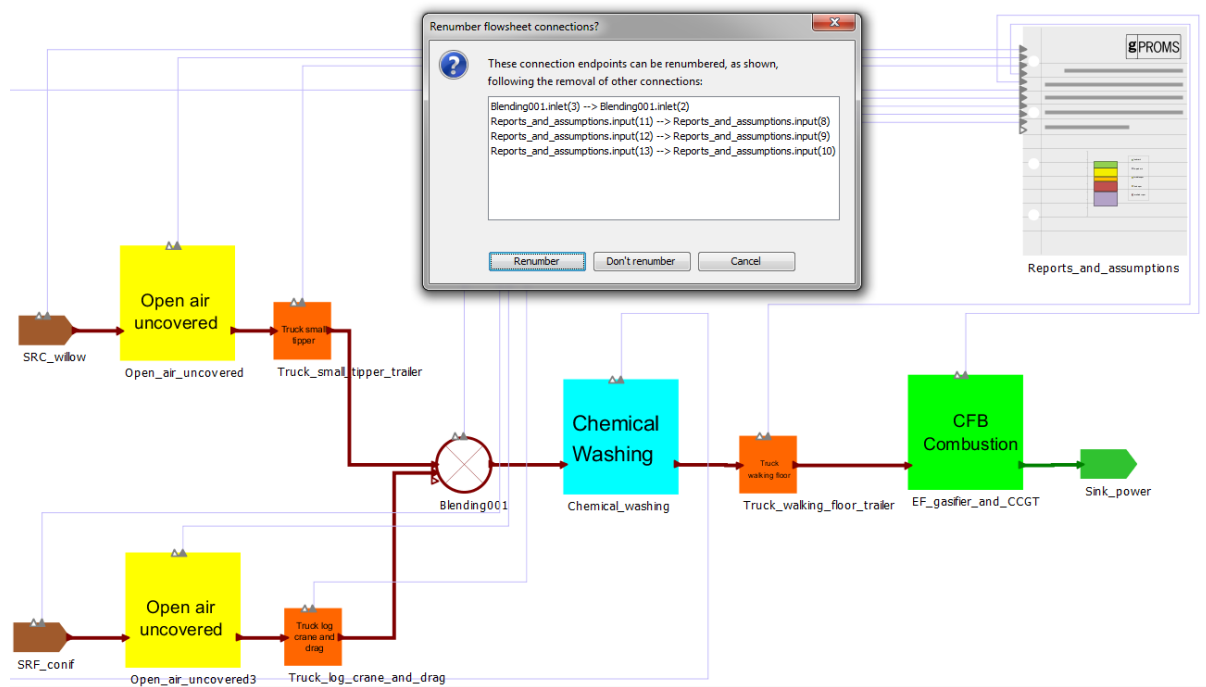 Renumber flowsheet connections?
These connection endpoints can be renumbered, as shown,
following the removal of other connections:
Blending001.inlet(3) --> Blending001.inlet(2)
Reports_and_assumptions.input(11) --> Reports_and_assumptions.input(8)
Reports_and_assumptions.input(12) --> Reports_and_assumptions.input(9)
Reports_and_assumptions.input(13) --> Reports_and_assumptions.input(10)
Renumber
Don't renumber
Cancel
gPROMS
Reports_and_assumptions
SRC_willow
Open air
uncovered
Open_air_uncovered
Truck small
tipper
Truck_small_tipper_trailer
Blending001
Chemical
Washing
Chemical_washing
Truck
walking floor
Truck_walking_floor_trailer
CFB
Combustion
EF_gasifier_and_CCGT
Sink_power
SRF_conif
Open air
uncovered
Open_air_uncovered3
Truck log
crane and
drag
Truck_log_crane_and_drag